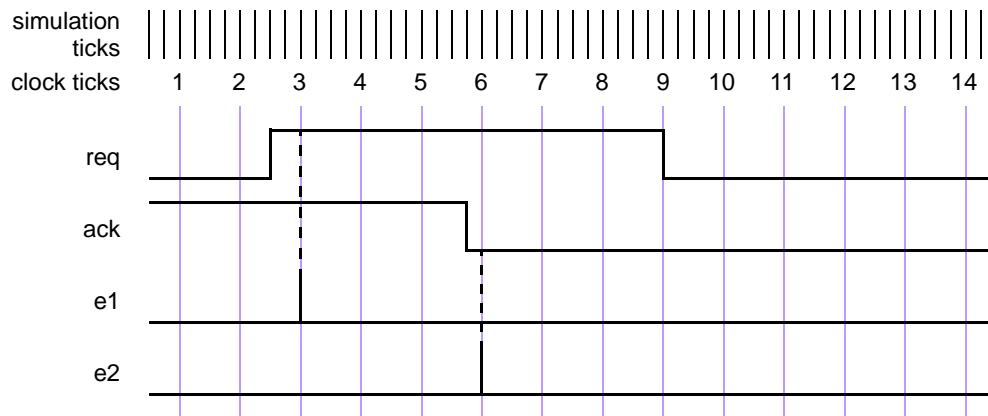 simulation
ticks
clock ticks 1 2 3 4 5 6 7 8 9 10 11 12 13 14
req
ack
e1
e2